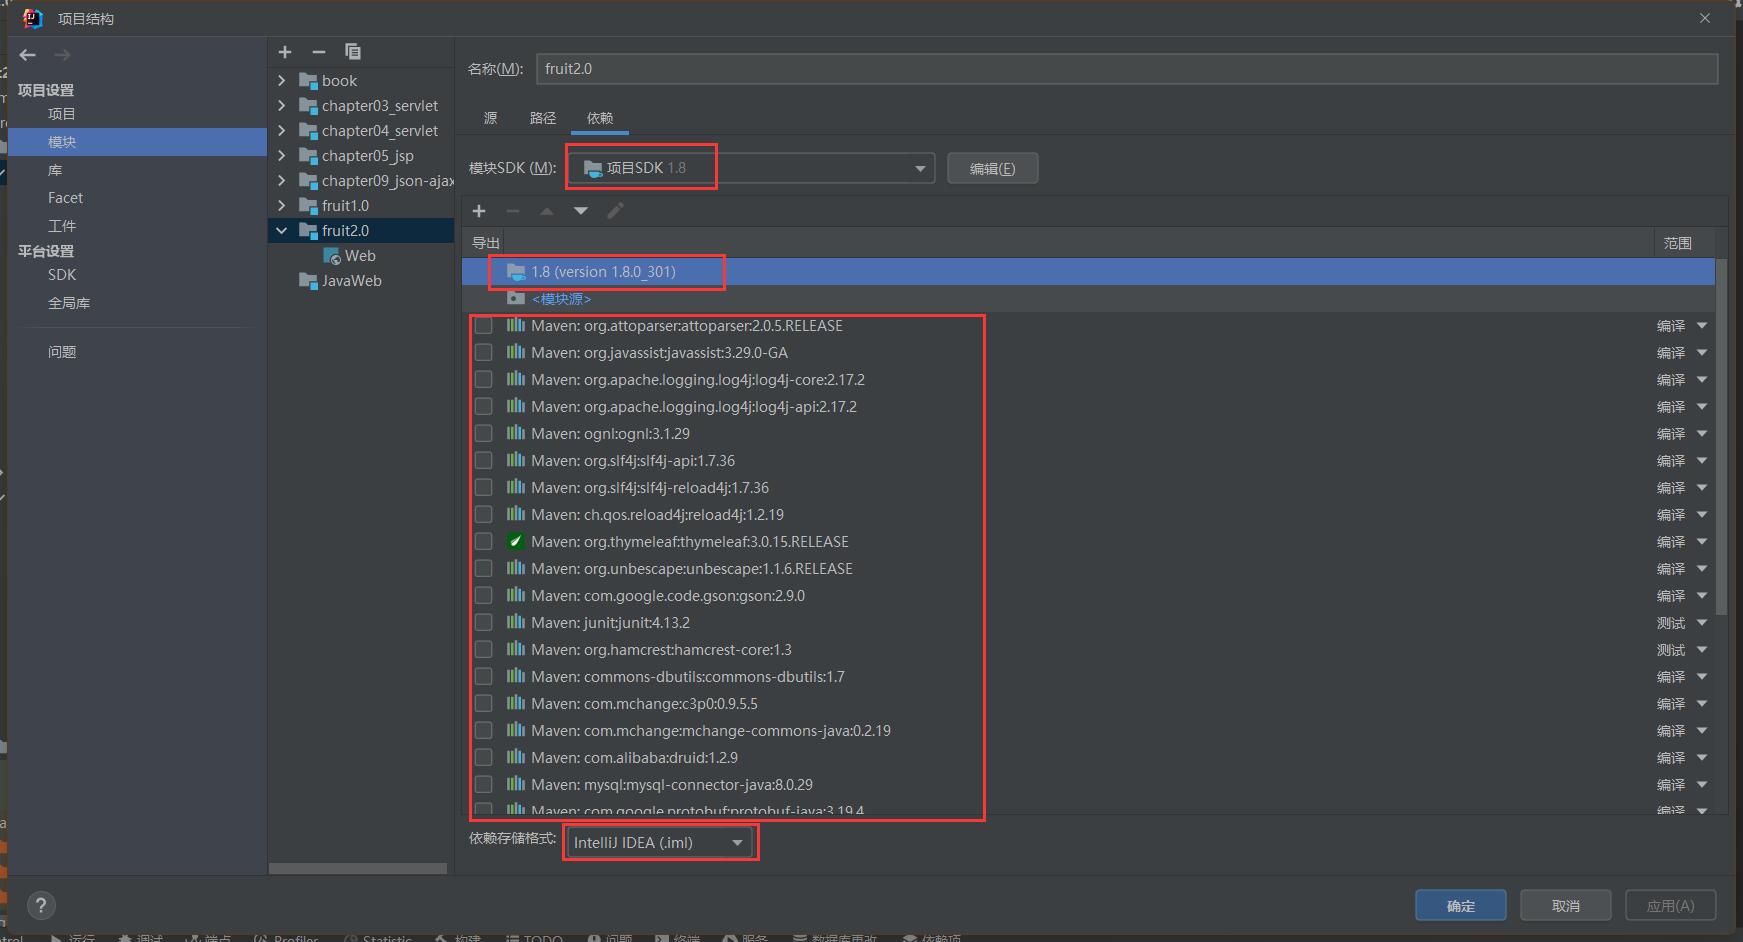 项目结构
项目设置
项目
模块
库
Facet
工件
平台设置
SDK
全局库
问题
book
chapter03_servlet
chapter04_servlet
chapter05_jsp
chapter09_json-ajax
fruit1.0
fruit2.0
Web
JavaWeb
名称(M): fruit2.0
源 路径 依赖
模块SDK (M): 项目SDK 1.8 编辑(E)
导出 范围
1.8 (version 1.8.0_301)
<模块源>
Maven: org.attoparser:attoparser:2.0.5.RELEASE 编译
Maven: org.javassist:javassist:3.29.0-GA 编译
Maven: org.apache.logging.log4j:log4j-core:2.17.2 编译
Maven: org.apache.logging.log4j:log4j-api:2.17.2 编译
Maven: ognl:ognl:3.1.29 编译
Maven: org.slf4j:slf4j-api:1.7.36 编译
Maven: org.slf4j:slf4j-reload4j:1.7.36 编译
Maven: ch.qos.reload4j:reload4j:1.2.19 编译
Maven: org.thymeleaf:thymeleaf:3.0.15.RELEASE 编译
Maven: org.unbescape:unbescape:1.1.6.RELEASE 编译
Maven: com.google.code.gson:gson:2.9.0 编译
Maven: junit:junit:4.13.2 测试
Maven: org.hamcrest:hamcrest-core:1.3 测试
Maven: commons-dbutils:commons-dbutils:1.7 编译
Maven: com.mchange:c3p0:0.9.5.5 编译
Maven: com.mchange:mchange-commons-java:0.2.19 编译
Maven: com.alibaba:druid:1.2.9 编译
Maven: mysql:mysql-connector-java:8.0.29 编译
Maven: com.google.protobuf:protobuf-java:3.19.4 编译
依赖存储格式: IntelliJ IDEA (.iml)
? 确定 取消 应用(A)
运行 调试 端点 Profiler Statistic 构建 TODO 问题 终端 服务 数据库更改 依赖项